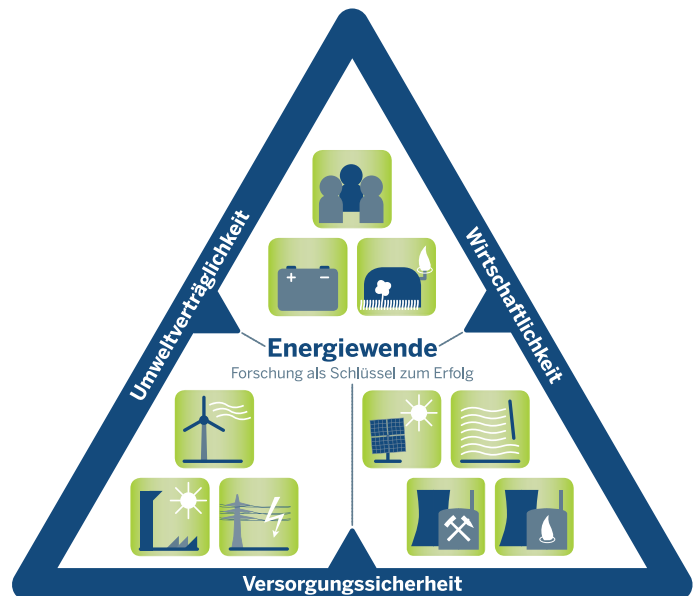 Umweltverträglichkeit
Wirtschaftlichkeit
+ −
Energiewende
Forschung als Schlüssel zum Erfolg
Versorgungssicherheit